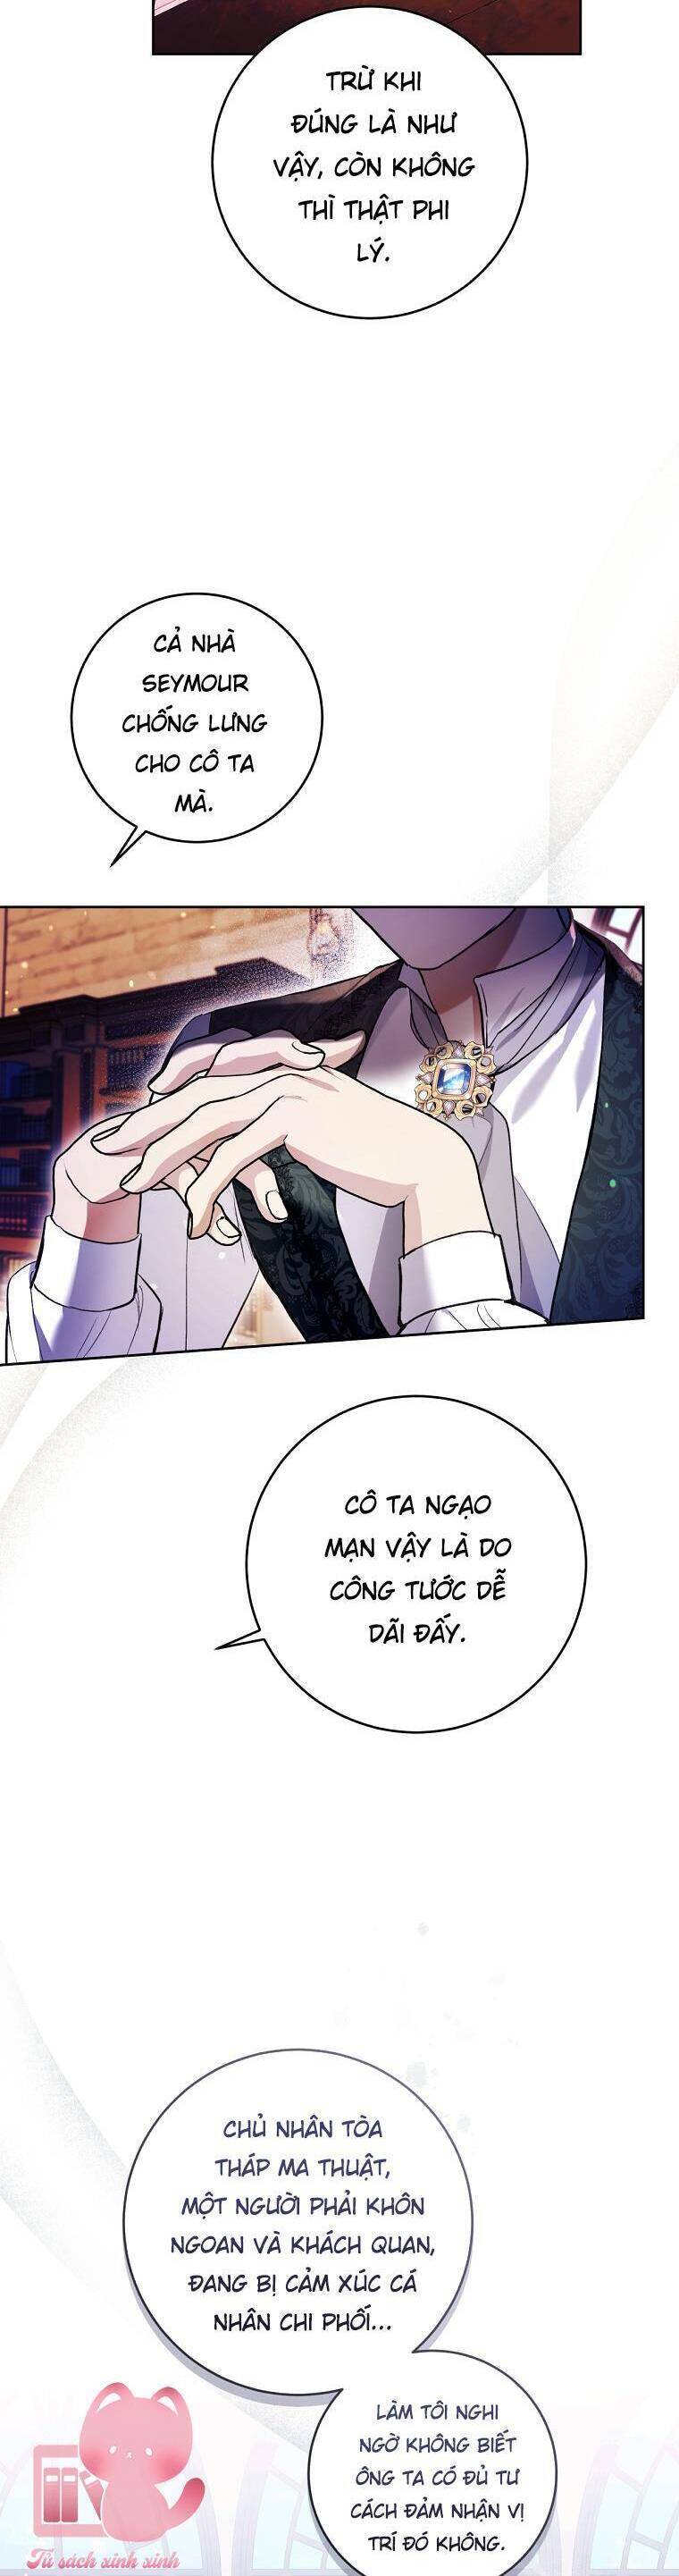 TRỪ KHI
ĐÚNG LÀ NHƯ
VẬY, CÒN KHÔNG
THÌ THẬT PHI
LÝ.
CẢ NHÀ
SEYMOUR
CHỐNG LƯNG
CHO CÔ TA
MÀ.
CÔ TA NGẠO
MẠN VẬY LÀ DO
CÔNG TƯỚC DỄ
DÃI ĐẤY.
CHỦ NHÂN TÒA
THÁP MA THUẬT,
MỘT NGƯỜI PHẢI KHÔN
NGOAN VÀ KHÁCH QUAN,
ĐANG BỊ CẢM XÚC CÁ
NHÂN CHI PHỐI...
LÀM TÔI NGHI
NGỜ KHÔNG BIẾT
ÔNG TA CÓ ĐỦ TƯ
CÁCH ĐẢM NHẬN VỊ
TRÍ ĐÓ KHÔNG.
Tủ sách xinh xinh